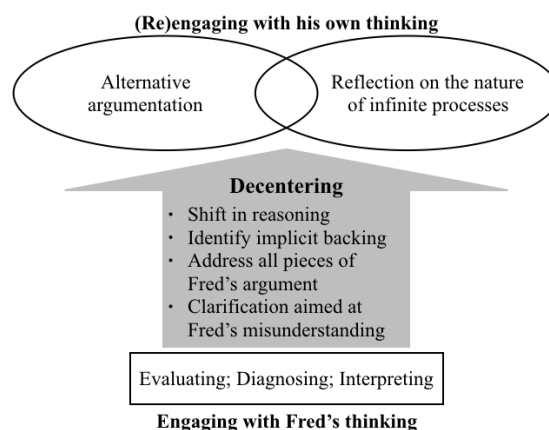 (Re)engaging with his own thinking
Alternative
argumentation
Reflection on the nature
of infinite processes
Decentering
· Shift in reasoning
· Identify implicit backing
· Address all pieces of
Fred’s argument
· Clarification aimed at
Fred’s misunderstanding
Evaluating; Diagnosing; Interpreting
Engaging with Fred’s thinking